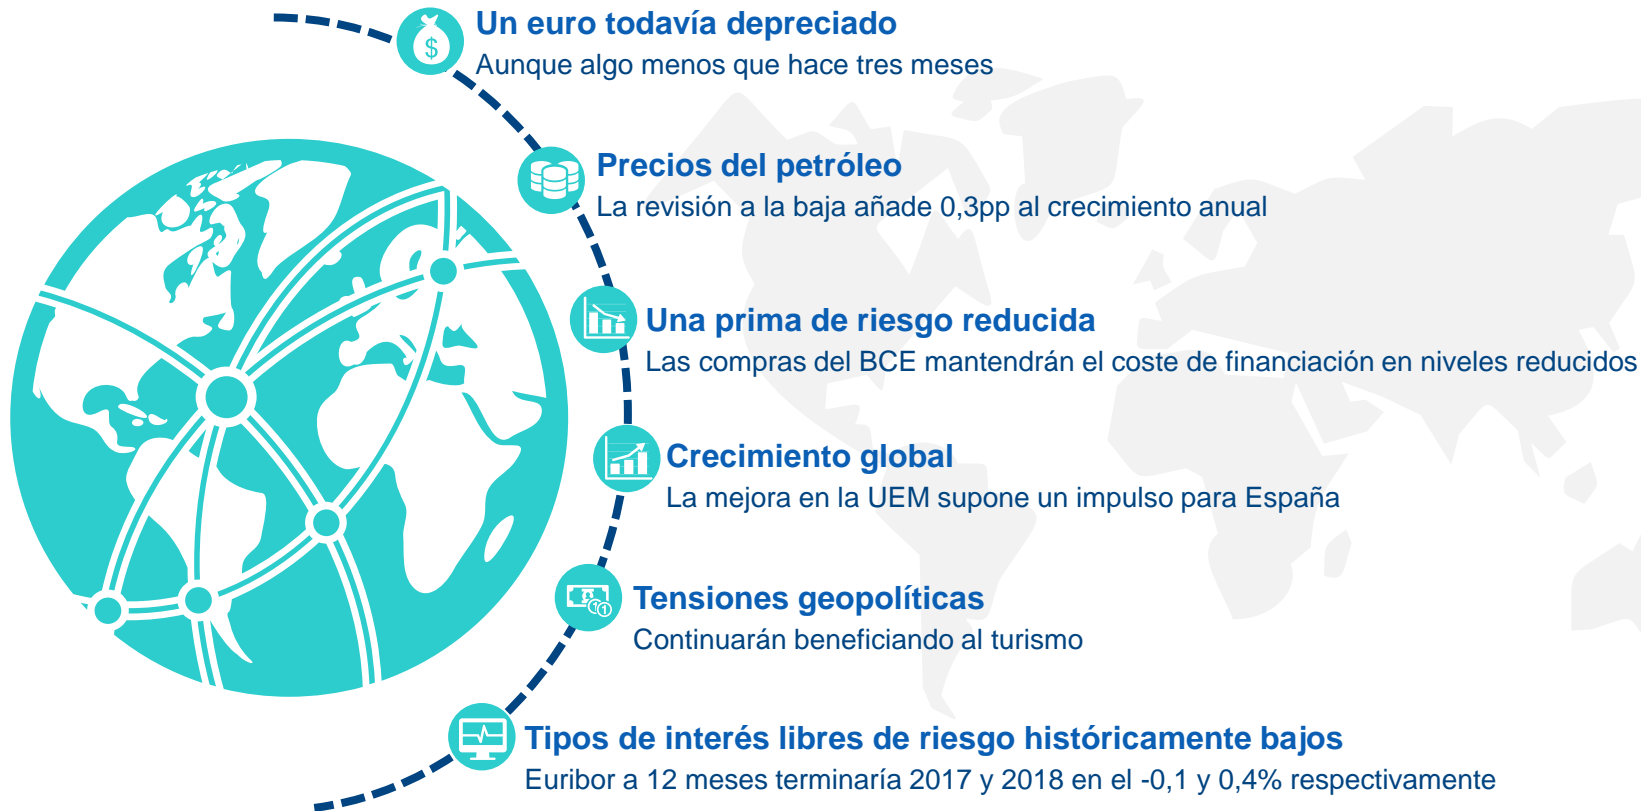 Un euro todavía depreciado
$
Aunque algo menos que hace tres meses
Precios del petróleo
La revisión a la baja añade 0,3pp al crecimiento anual
Una prima de riesgo reducida
Las compras del BCE mantendrán el coste de financiación en niveles reducidos
Crecimiento global
La mejora en la UEM supone un impulso para España
Tensiones geopolíticas
Continuarán beneficiando al turismo
Tipos de interés libres de riesgo históricamente bajos
Euribor a 12 meses terminaría 2017 y 2018 en el -0,1 y 0,4% respectivamente